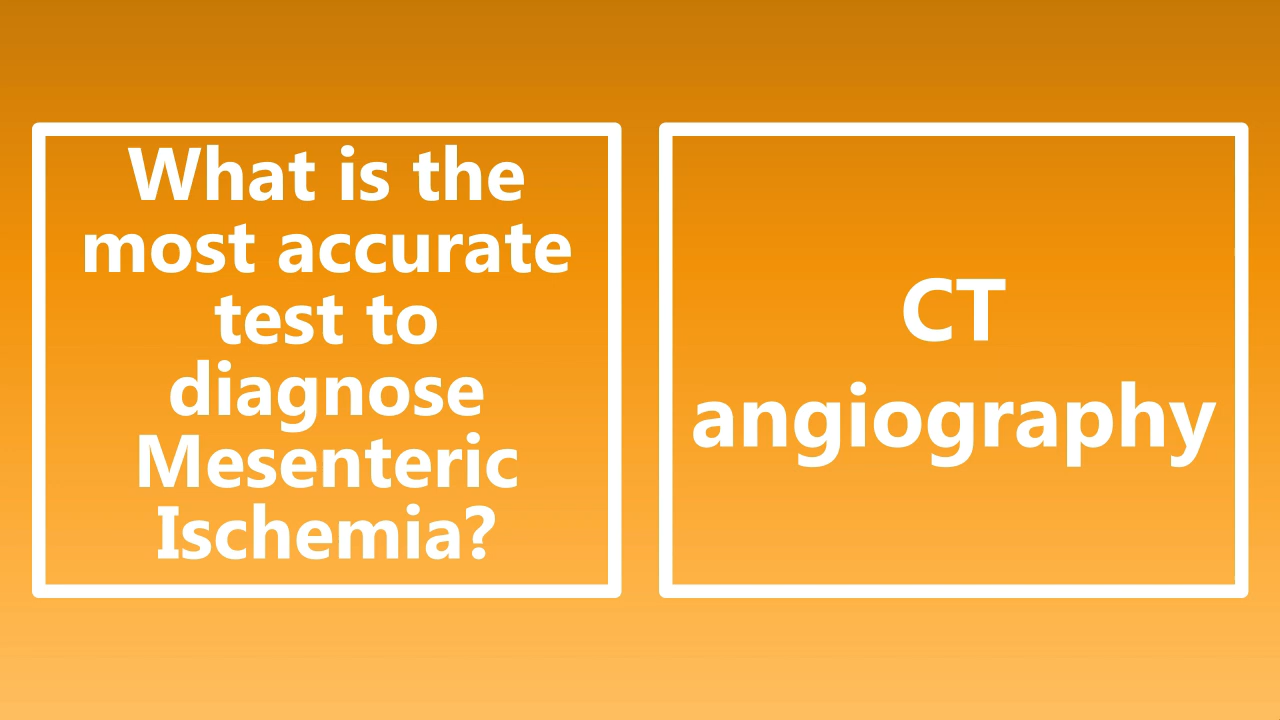 What is the
most accurate
test to
diagnose
Mesenteric
Ischemia?
CT
angiography